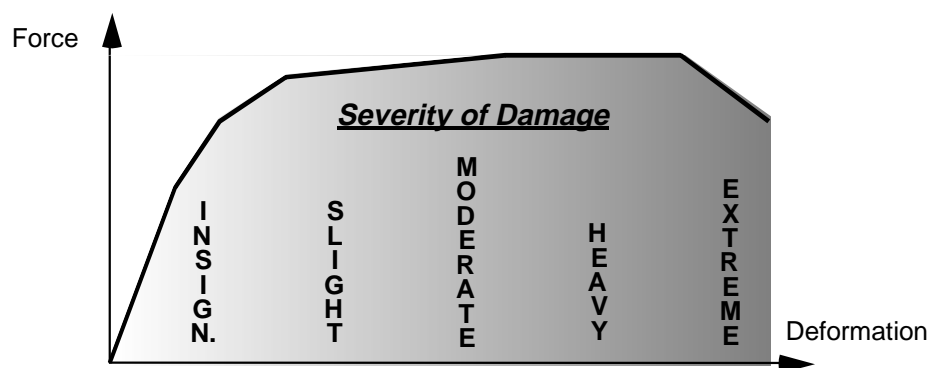 Force
Severity of Damage
INSIGN.
SLIGHT
MODERATE
HEAVY
EXTREME
Deformation